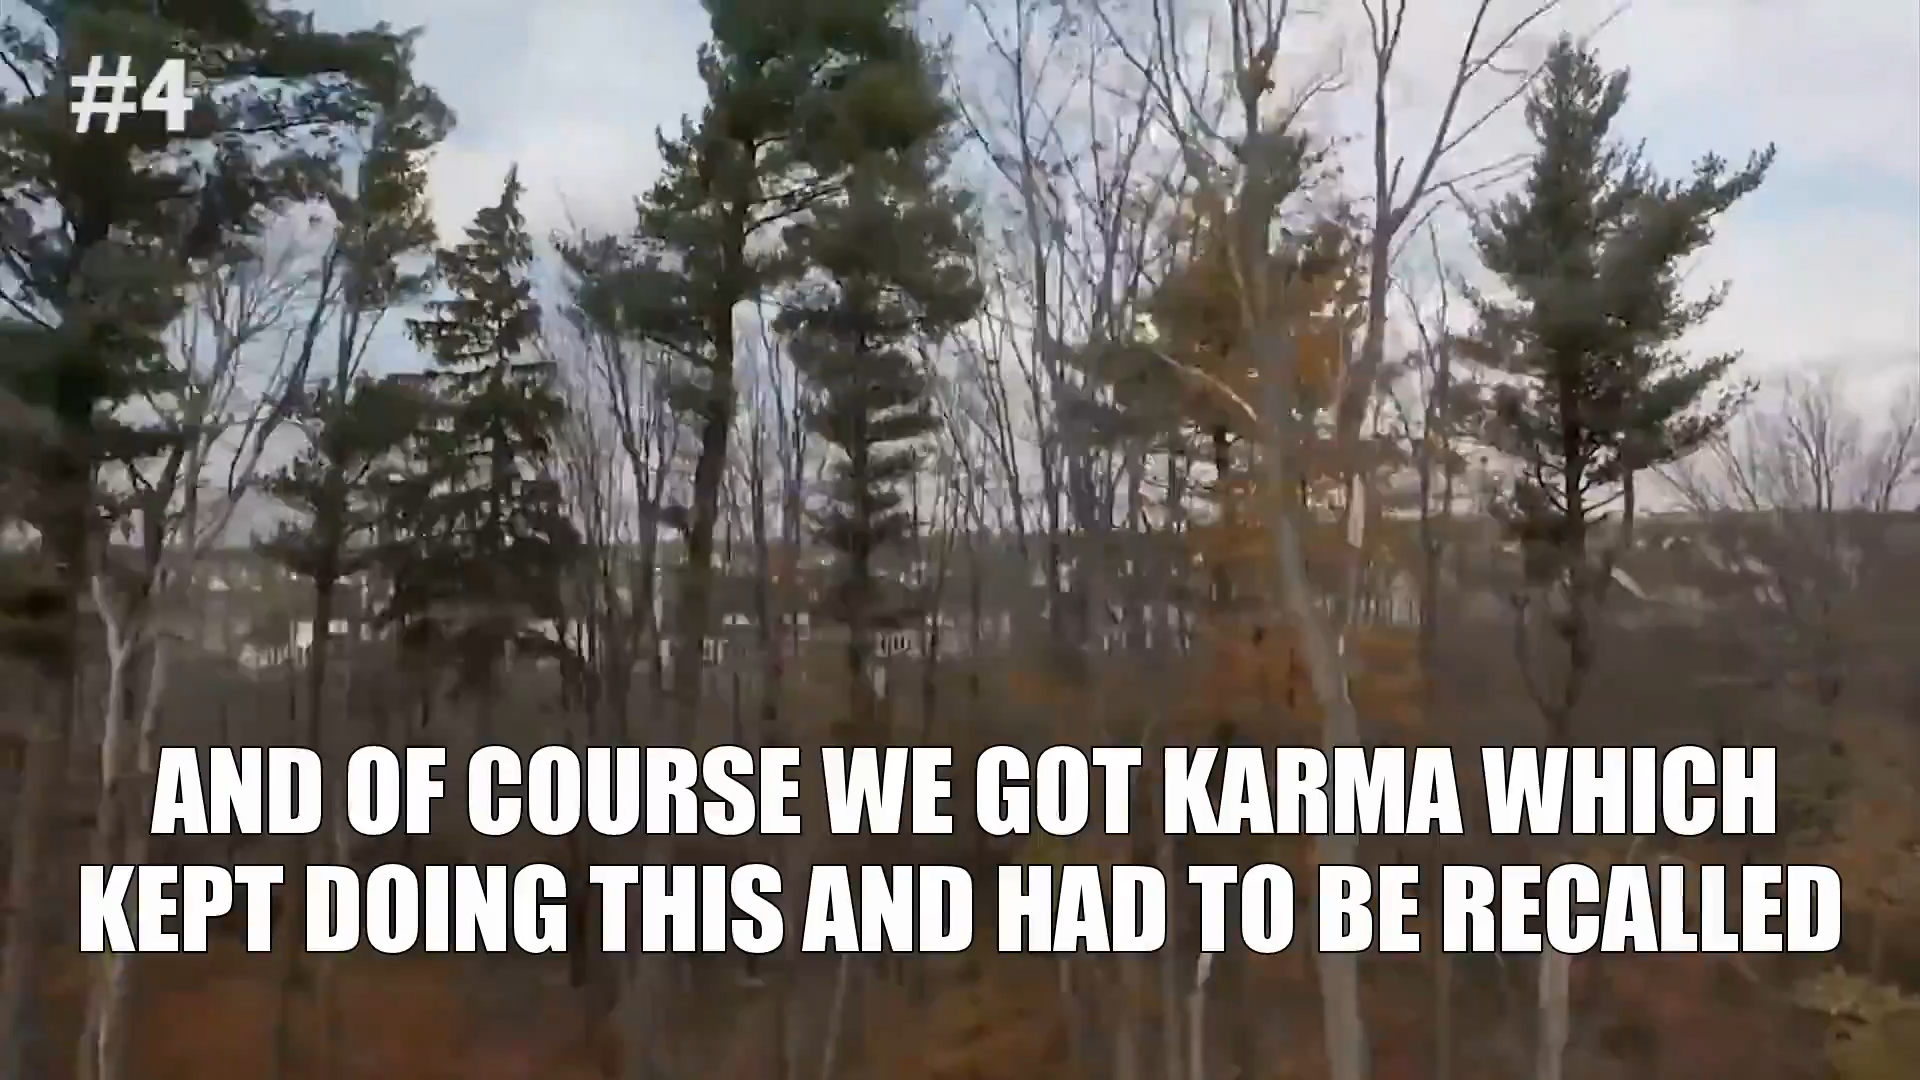 #4
AND OF COURSE WE GOT KARMA WHICH
KEPT DOING THIS AND HAD TO BE RECALLED